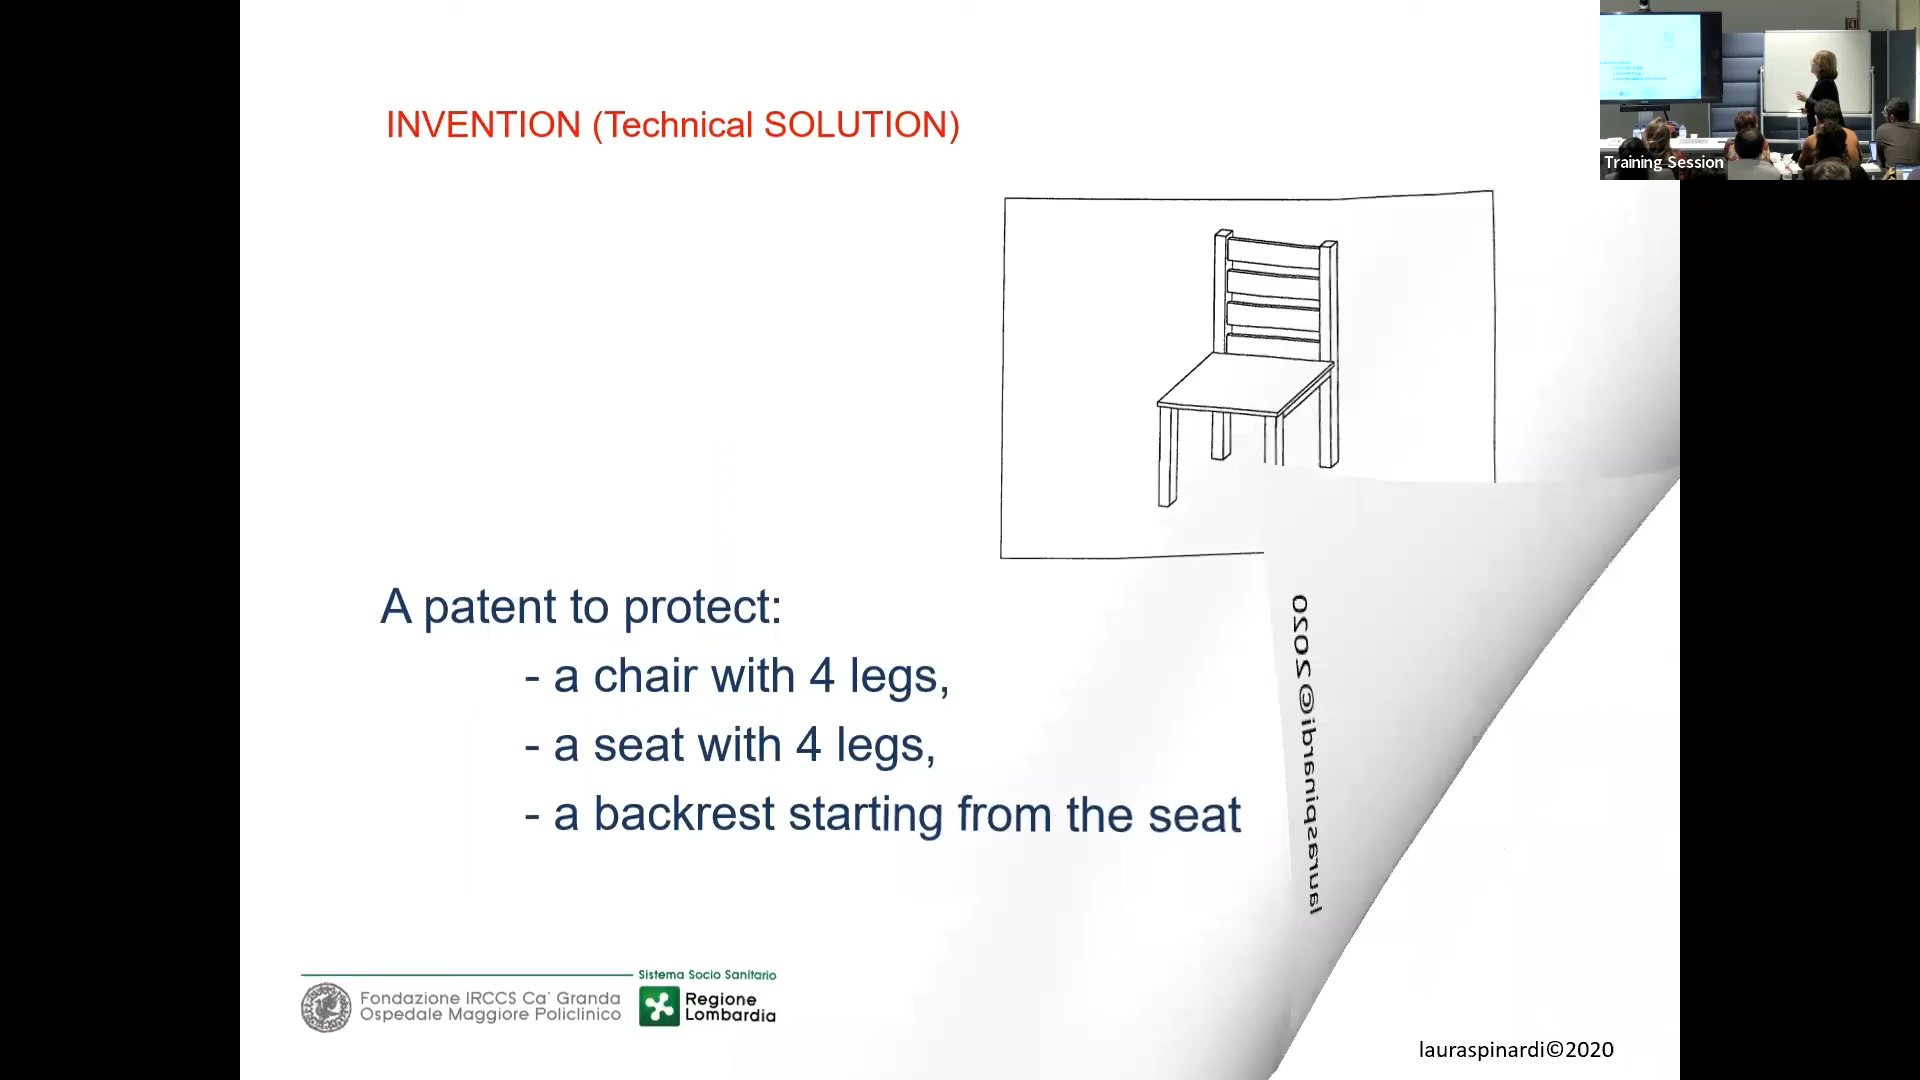 INVENTION (Technical SOLUTION)
Training Session
A patent to protect:
- a chair with 4 legs,
- a seat with 4 legs,
- a backrest starting from the seat
lauraspinardi©2020
Sistema Socio Sanitario
Fondazione IRCCS Ca' Granda
Ospedale Maggiore Policlinico
Regione
Lombardia
lauraspinardi©2020